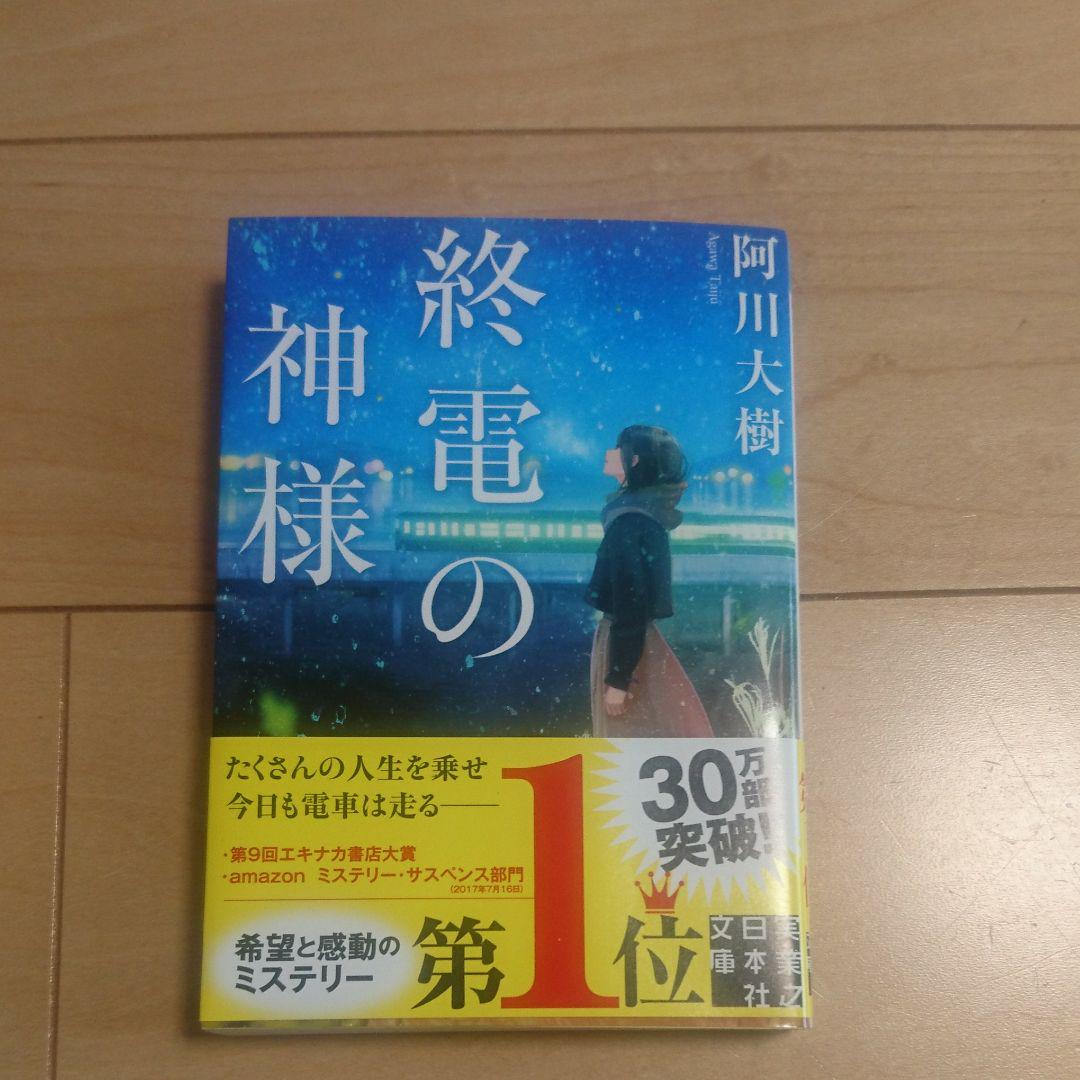 阿川大樹
Agawa Taiju
終電の
神様
たくさんの人生を乗せ
今日も電車は走る——
・第9回エキナカ書店大賞
・amazon ミステリー・サスペンス部門
(2017年7月16日)
希望と感動の
ミステリー
第1位
30万部
突破!
実業之
日本社
文庫